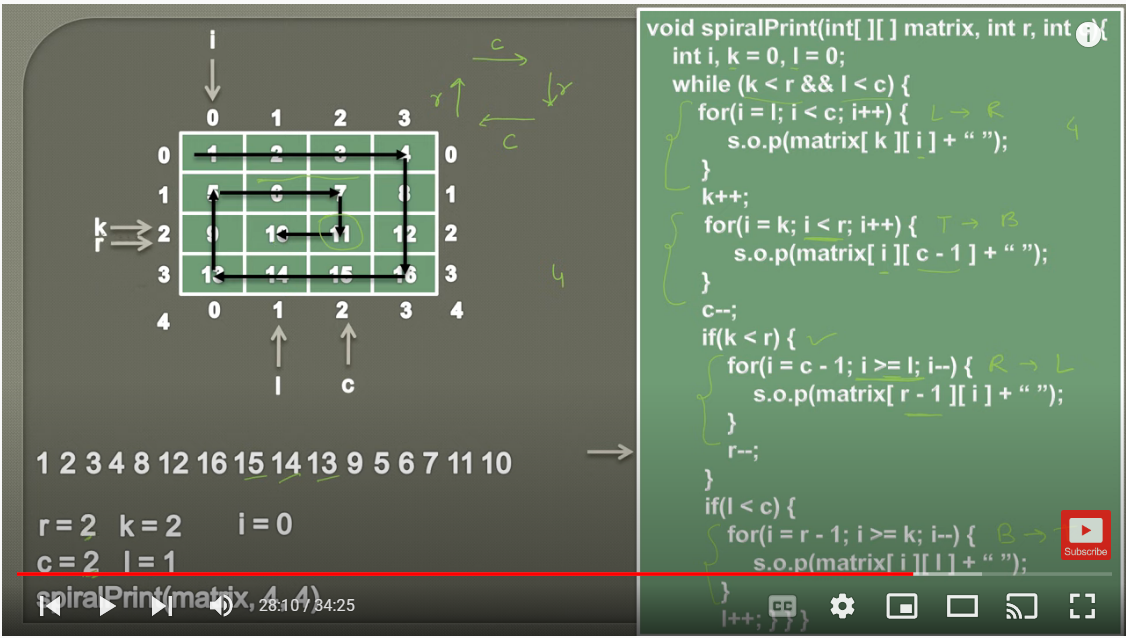 i
0 1 2 3
0 1 2 3 4 0
1 5 6 7 8 1
k
r
2 9 10 11 12 2
3 13 14 15 16 3
4 0 1 2 3 4
l c
c
r r
c
4
1 2 3 4 8 12 16 15 14 13 9 5 6 7 11 10
r = 2 k = 2 i = 0
c = 2 l = 1
spiralPrint(matrix, 4, 4)
28:10 / 34:25
void spiralPrint(int[ ][ ] matrix, int r, int c){
int i, k = 0, l = 0;
while (k < r && l < c) {
for(i = l; i < c; i++) { L → R
4
s.o.p(matrix[ k ][ i ] + “ ”);
}
k++;
for(i = k; i < r; i++) { T → B
s.o.p(matrix[ i ][ c - 1 ] + “ ”);
}
c--;
if(k < r) {
for(i = c - 1; i >= l; i--) { R → L
s.o.p(matrix[ r - 1 ][ i ] + “ ”);
}
r--;
}
if(l < c) {
for(i = r - 1; i >= k; i--) { B →
s.o.p(matrix[ i ][ l ] + “ ”);
}
l++; } } }
Subscribe
CC